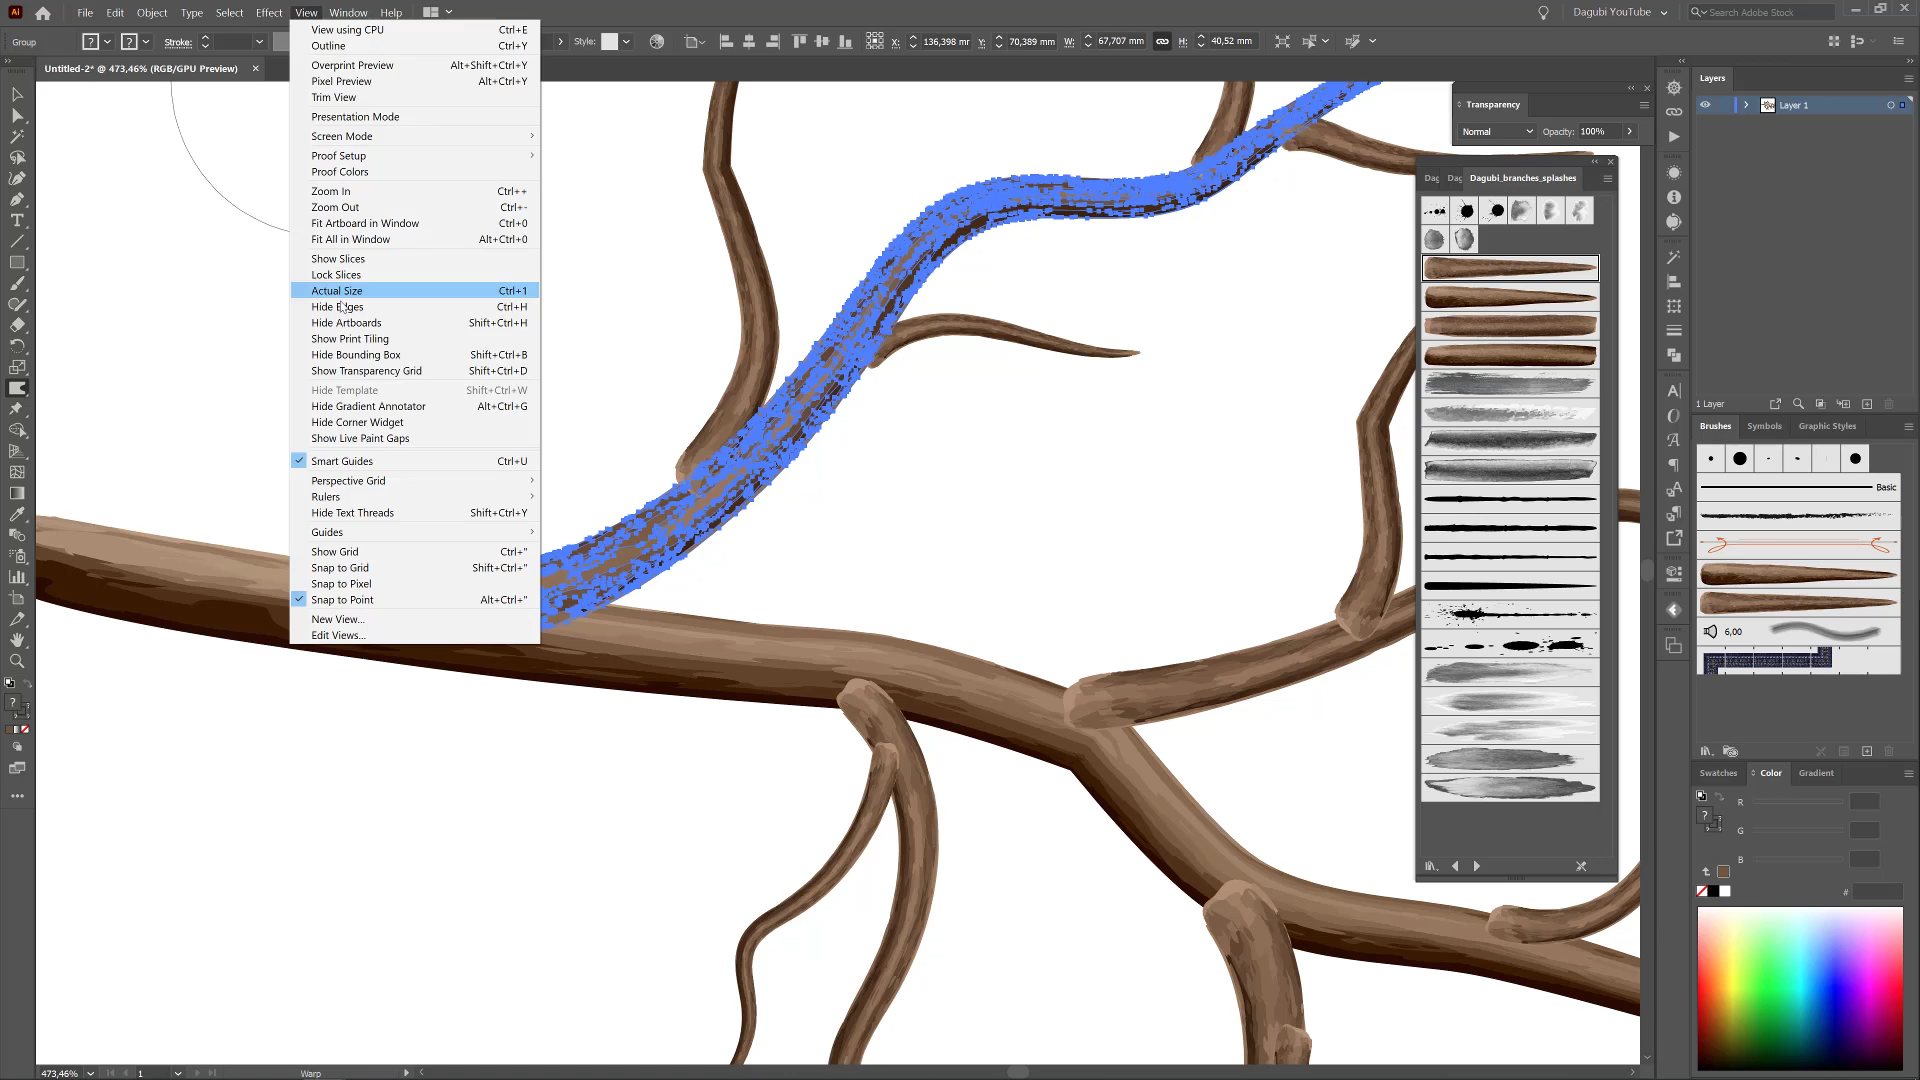 Ai File Edit Object Type Select Effect View Window Help Dagubi YouTube Search Adobe Stock
Group ? ? Stroke: Style: X: 136,398 mr Y: 70,389 mm W: 67,707 mm H: 40,52 mm
Untitled-2* @ 473,46% (RGB/GPU Preview)
View using CPU Ctrl+E
Outline Ctrl+Y
Overprint Preview Alt+Shift+Ctrl+Y
Pixel Preview Alt+Ctrl+Y
Trim View
Presentation Mode
Screen Mode
Proof Setup
Proof Colors
Zoom In Ctrl++
Zoom Out Ctrl+-
Fit Artboard in Window Ctrl+0
Fit All in Window Alt+Ctrl+0
Show Slices
Lock Slices
Actual Size Ctrl+1
Hide Edges Ctrl+H
Hide Artboards Shift+Ctrl+H
Show Print Tiling
Hide Bounding Box Shift+Ctrl+B
Show Transparency Grid Shift+Ctrl+D
Hide Template Shift+Ctrl+W
Hide Gradient Annotator Alt+Ctrl+G
Hide Corner Widget
Show Live Paint Gaps
Smart Guides Ctrl+U
Perspective Grid
Rulers
Hide Text Threads Shift+Ctrl+Y
Guides
Show Grid Ctrl+"
Snap to Grid Shift+Ctrl+"
Snap to Pixel
Snap to Point Alt+Ctrl+"
New View...
Edit Views...
Transparency
Normal Opacity: 100%
Dag Dag Dagubi_branches_splashes
Layers
Layer 1
1 Layer
Brushes Symbols Graphic Styles
Basic
6,00
Swatches Color Gradient
R
? G
B
#
473,46% 1 Warp